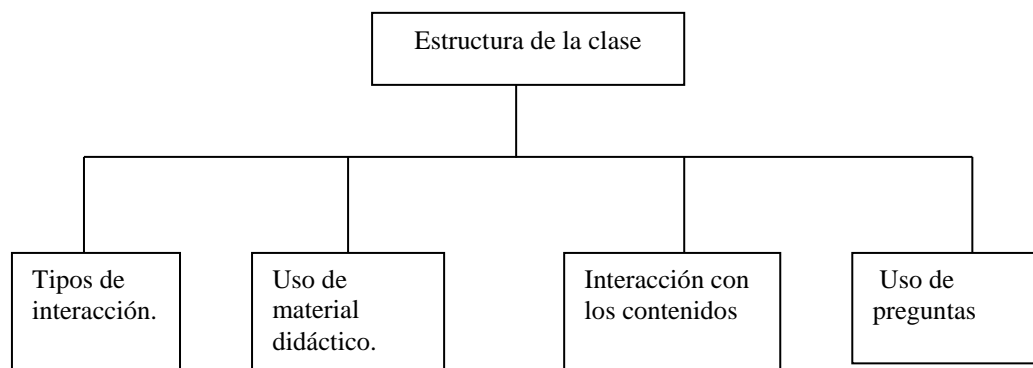 Estructura de la clase
Tipos de
interacción.
Uso de
material
didáctico.
Interacción con
los contenidos
Uso de
preguntas